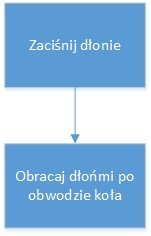 Zaciśnij dłonie
Obracaj dłońmi po
obwodzie koła